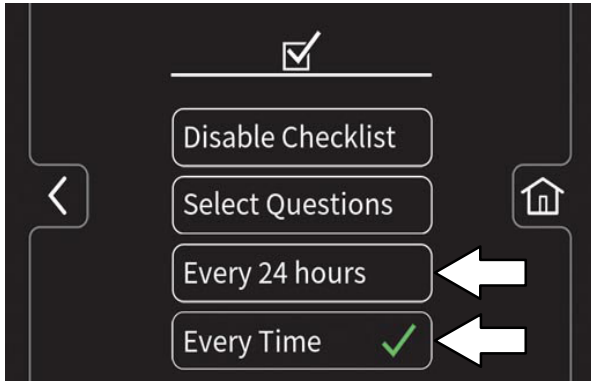 Disable Checklist
Select Questions
Every 24 hours
Every Time